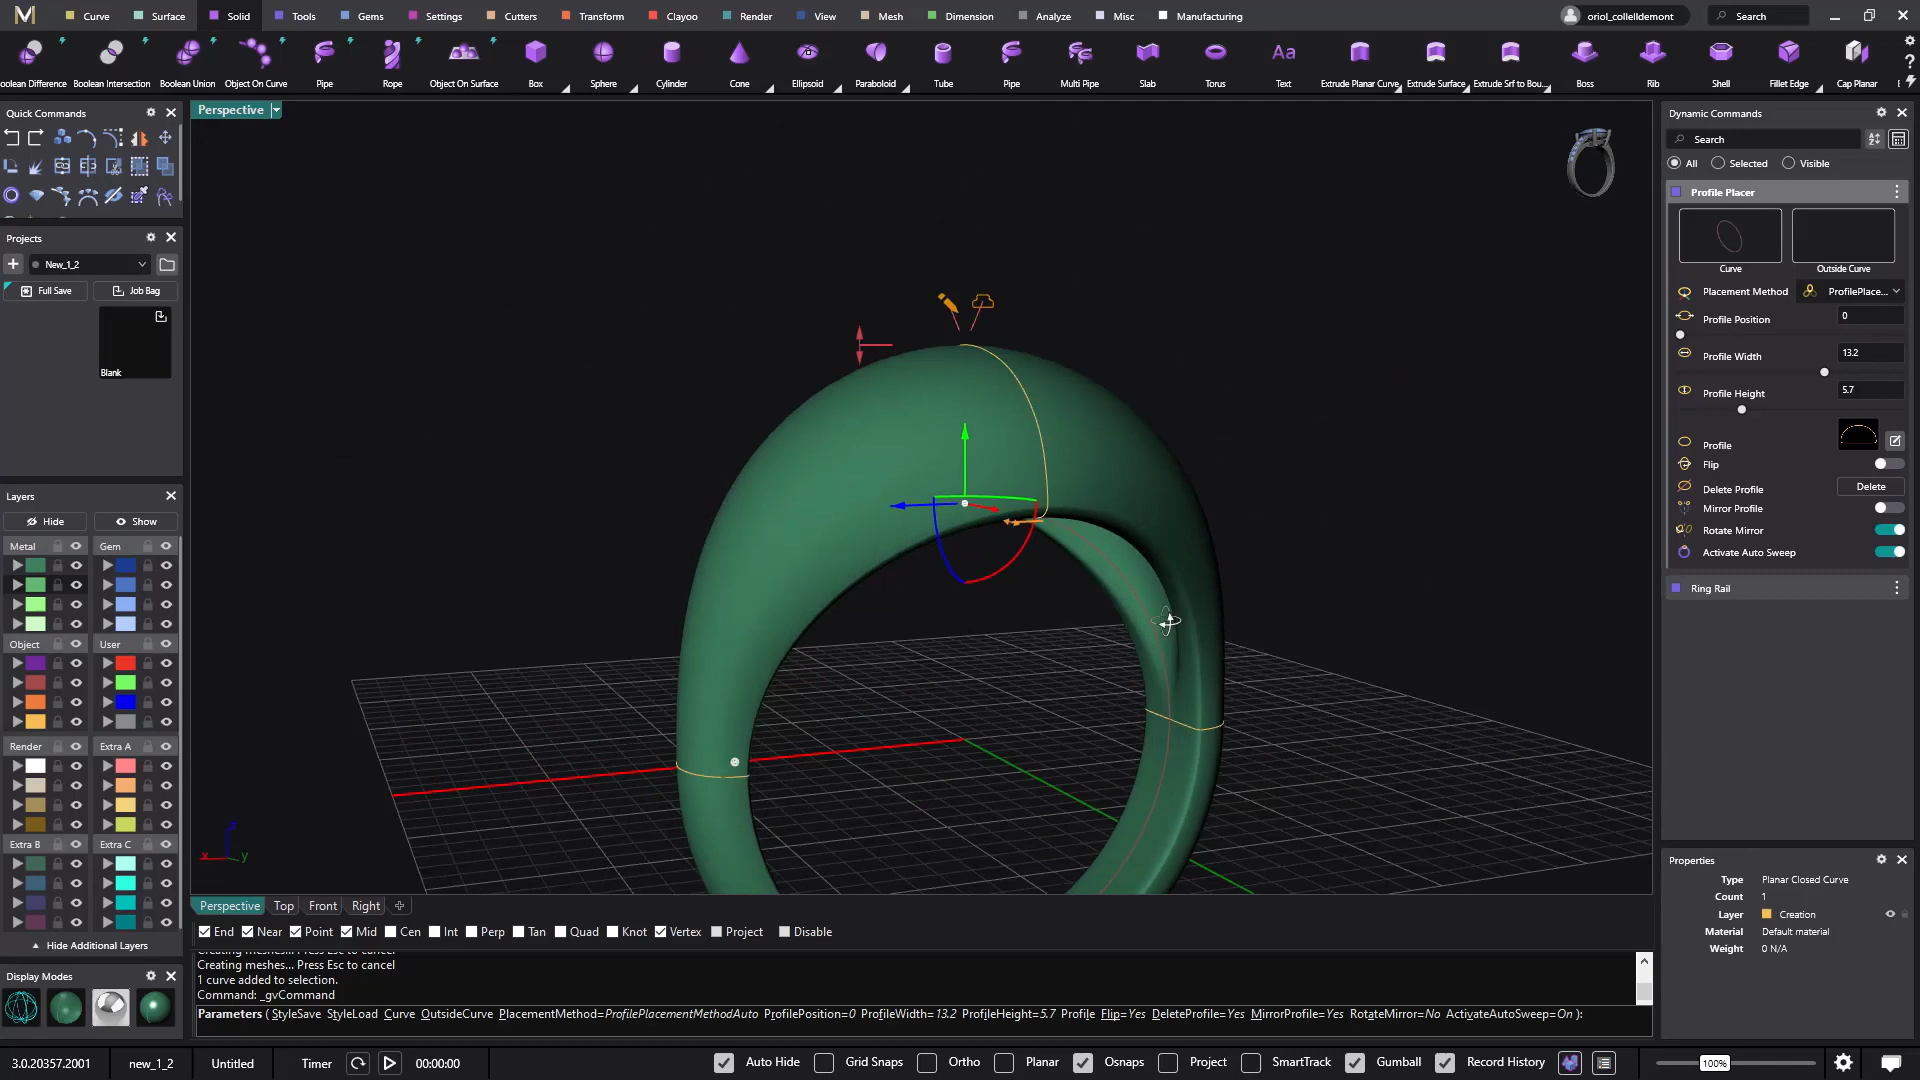 Curve Surface Solid Tools Gems Settings Cutters Transform Clayoo Render View Mesh Dimension Analyze Misc Manufacturing oriol_collelldemont Search
oolean Difference Boolean Intersection Boolean Union Object On Curve Pipe Rope Object On Surface Box Sphere Cylinder Cone Ellipsoid Paraboloid Tube Pipe Multi Pipe Slab Torus Text Extrude Planar Curve Extrude Surface Extrude Srf to Bou... Boss Rib Shell Fillet Edge Cap Planar
Aa
Quick Commands
Projects
New_1_2
Full Save Job Bag
Blank
Layers
Hide Show
Metal Gem
Object User
Render Extra A
Extra B Extra C
Hide Additional Layers
Display Modes
Perspective
z
x y
Perspective Top Front Right
End Near Point Mid Cen Int Perp Tan Quad Knot Vertex Project Disable
Creating meshes... Press Esc to cancel
Creating meshes... Press Esc to cancel
1 curve added to selection.
Command: _gvCommand
Parameters ( StyleSave StyleLoad Curve OutsideCurve PlacementMethod=ProfilePlacementMethodAuto ProfilePosition=0 ProfileWidth=13.2 ProfileHeight=5.7 Profile Flip=Yes DeleteProfile=Yes MirrorProfile=Yes RotateMirror=No ActivateAutoSweep=On ):
Dynamic Commands
Search
All Selected Visible
Profile Placer
Curve Outside Curve
Placement Method ProfilePlace...
Profile Position 0
Profile Width 13.2
Profile Height 5.7
Profile
Flip
Delete Profile Delete
Mirror Profile
Rotate Mirror
Activate Auto Sweep
Ring Rail
Properties
Type Planar Closed Curve
Count 1
Layer Creation
Material Default material
Weight 0 N/A
3.0.20357.2001 new_1_2 Untitled Timer 00:00:00 Auto Hide Grid Snaps Ortho Planar Osnaps Project SmartTrack Gumball Record History 100%